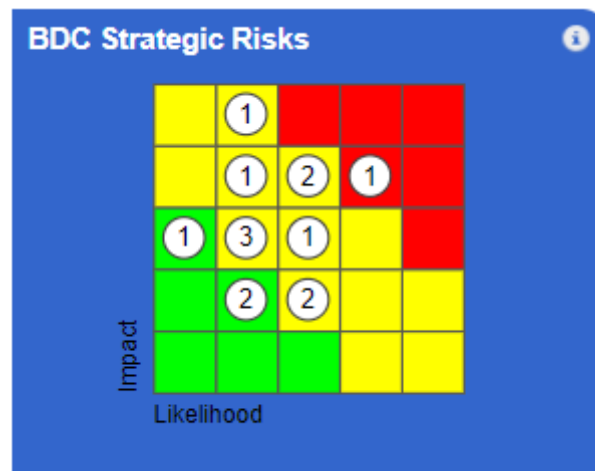 BDC Strategic Risks
1
1 2 1
1 3 1
2 2
Impact
Likelihood